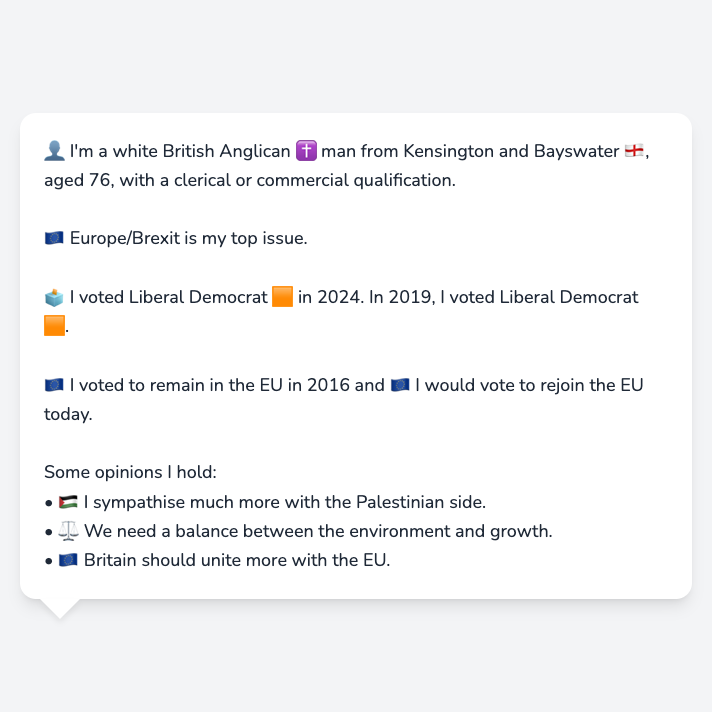 👤 I'm a white British Anglican ✝️ man from Kensington and Bayswater 🏴󠁧󠁢󠁥󠁮󠁧󠁿,
aged 76, with a clerical or commercial qualification.
🇪🇺 Europe/Brexit is my top issue.
🗳️ I voted Liberal Democrat 🟧 in 2024. In 2019, I voted Liberal Democrat
🟧.
🇪🇺 I voted to remain in the EU in 2016 and 🇪🇺 I would vote to rejoin the EU
today.
Some opinions I hold:
• 🇵🇸 I sympathise much more with the Palestinian side.
• ⚖️ We need a balance between the environment and growth.
• 🇪🇺 Britain should unite more with the EU.